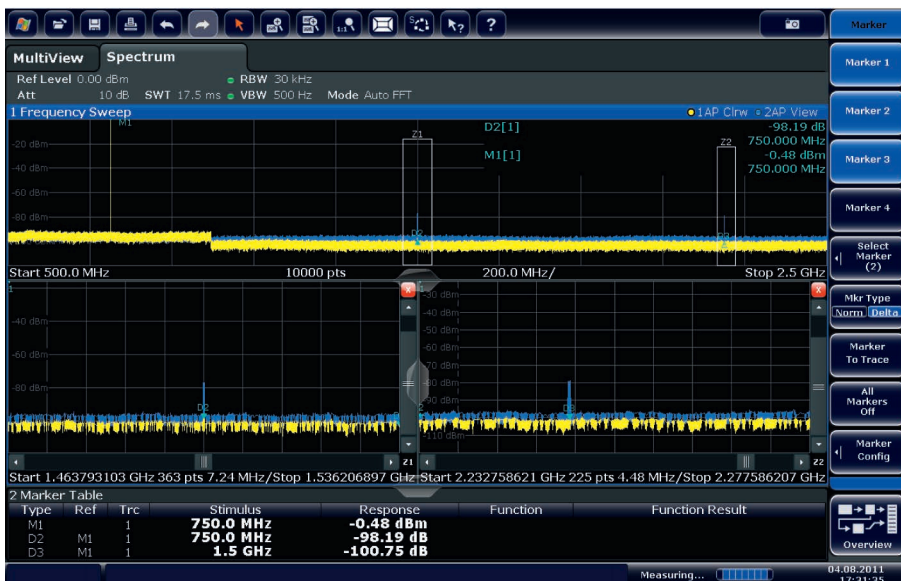 Marker
MultiView Spectrum
Ref Level 0.00 dBm RBW 30 kHz
Att 10 dB SWT 17.5 ms VBW 500 Hz Mode Auto FFT
1 Frequency Sweep 1AP Clrw 2AP View
M1 Z1 D2[1] -98.19 dB
Z2 750.000 MHz
M1[1] -0.48 dBm
750.000 MHz
-20 dBm
-40 dBm
-60 dBm
-80 dBm
D2 D3
Start 500.0 MHz 10000 pts 200.0 MHz/ Stop 2.5 GHz
1
-40 dBm
-60 dBm
-80 dBm
D2
-30 dBm
-40 dBm
-50 dBm
-60 dBm
-70 dBm
-80 dBm
-90 dBm
-110 dBm
Z1 Z2
Start 1.463793103 GHz 363 pts 7.24 MHz/ Stop 1.536206897 GHz Start 2.232758621 GHz 225 pts 4.48 MHz/ Stop 2.277586207 GHz
2 Marker Table
Type Ref Trc Stimulus Response Function Function Result
M1 1 750.0 MHz -0.48 dBm
D2 M1 1 750.0 MHz -98.19 dB
D3 M1 1 1.5 GHz -100.75 dB
Measuring...
04.08.2011
17:31:35
Marker 1
Marker 2
Marker 3
Marker 4
Select
Marker
(2)
Mkr Type
Norm Delta
Marker
To Trace
All
Markers
Off
Marker
Config
Overview
1:1
S
?
?